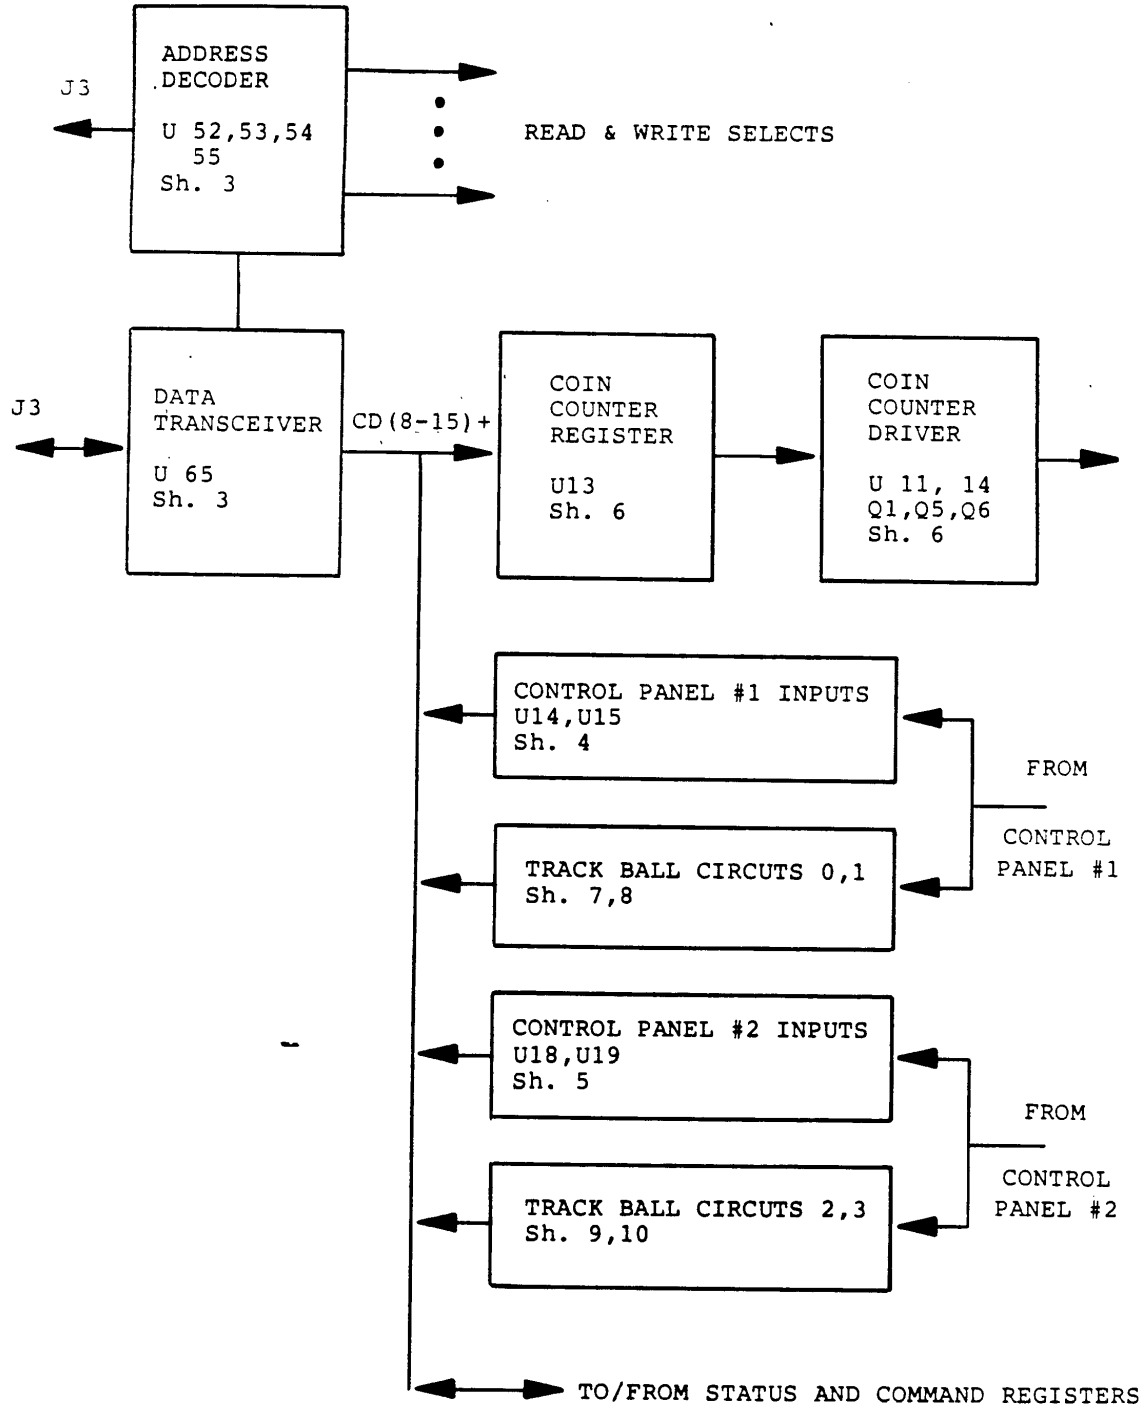 J3
ADDRESS
DECODER
U 52,53,54
55
Sh. 3
READ & WRITE SELECTS
J3
DATA
TRANSCEIVER
U 65
Sh. 3
CD(8-15)+
COIN
COUNTER
REGISTER
U13
Sh. 6
COIN
COUNTER
DRIVER
U 11, 14
Q1,Q5,Q6
Sh. 6
CONTROL PANEL #1 INPUTS
U14,U15
Sh. 4
TRACK BALL CIRCUTS 0,1
Sh. 7,8
FROM
CONTROL
PANEL #1
CONTROL PANEL #2 INPUTS
U18,U19
Sh. 5
TRACK BALL CIRCUTS 2,3
Sh. 9,10
FROM
CONTROL
PANEL #2
TO/FROM STATUS AND COMMAND REGISTERS